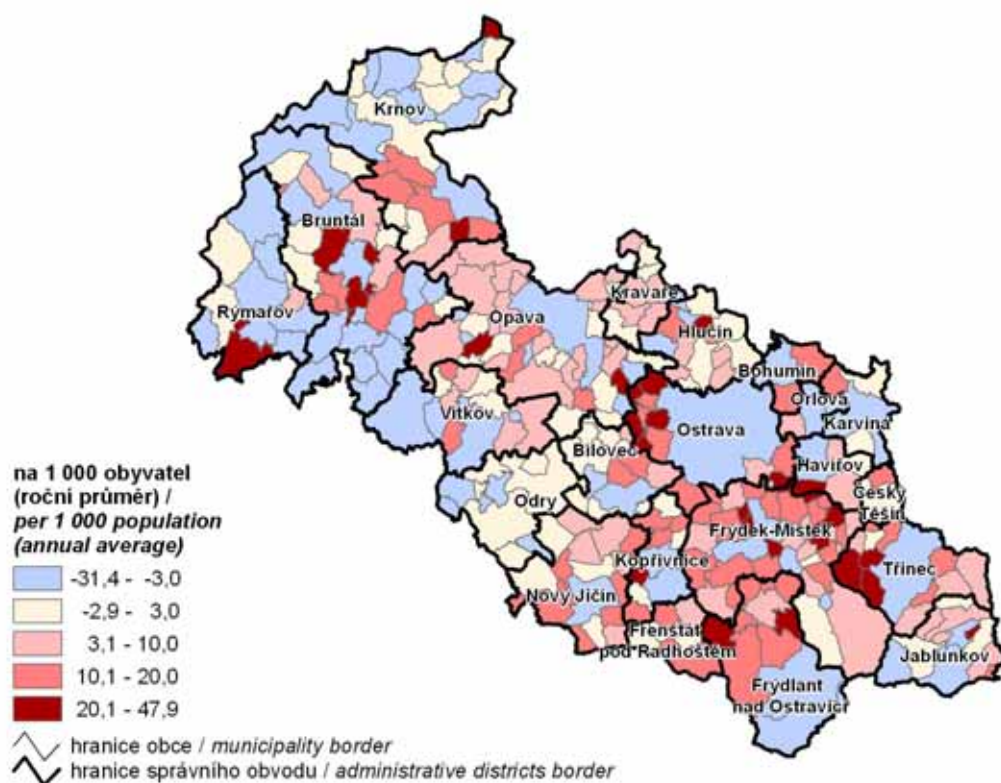 Krnov
Bruntál
Rýmařov
Opava
Kravaře
Hlučín
Bohumín
Orlová
Karviná
Vítkov
Ostrava
Bílovec
Havířov
Český
Těšín
Odry
Frýdek-Místek
Kopřivnice
Třinec
Nový Jičín
Frenštát
pod Radhoštěm
Jablunkov
Frýdlant
nad Ostravicí
na 1 000 obyvatel
(roční průměr) /
per 1 000 population
(annual average)
-31,4 - -3,0
-2,9 - 3,0
3,1 - 10,0
10,1 - 20,0
20,1 - 47,9
hranice obce / municipality border
hranice správního obvodu / administrative districts border